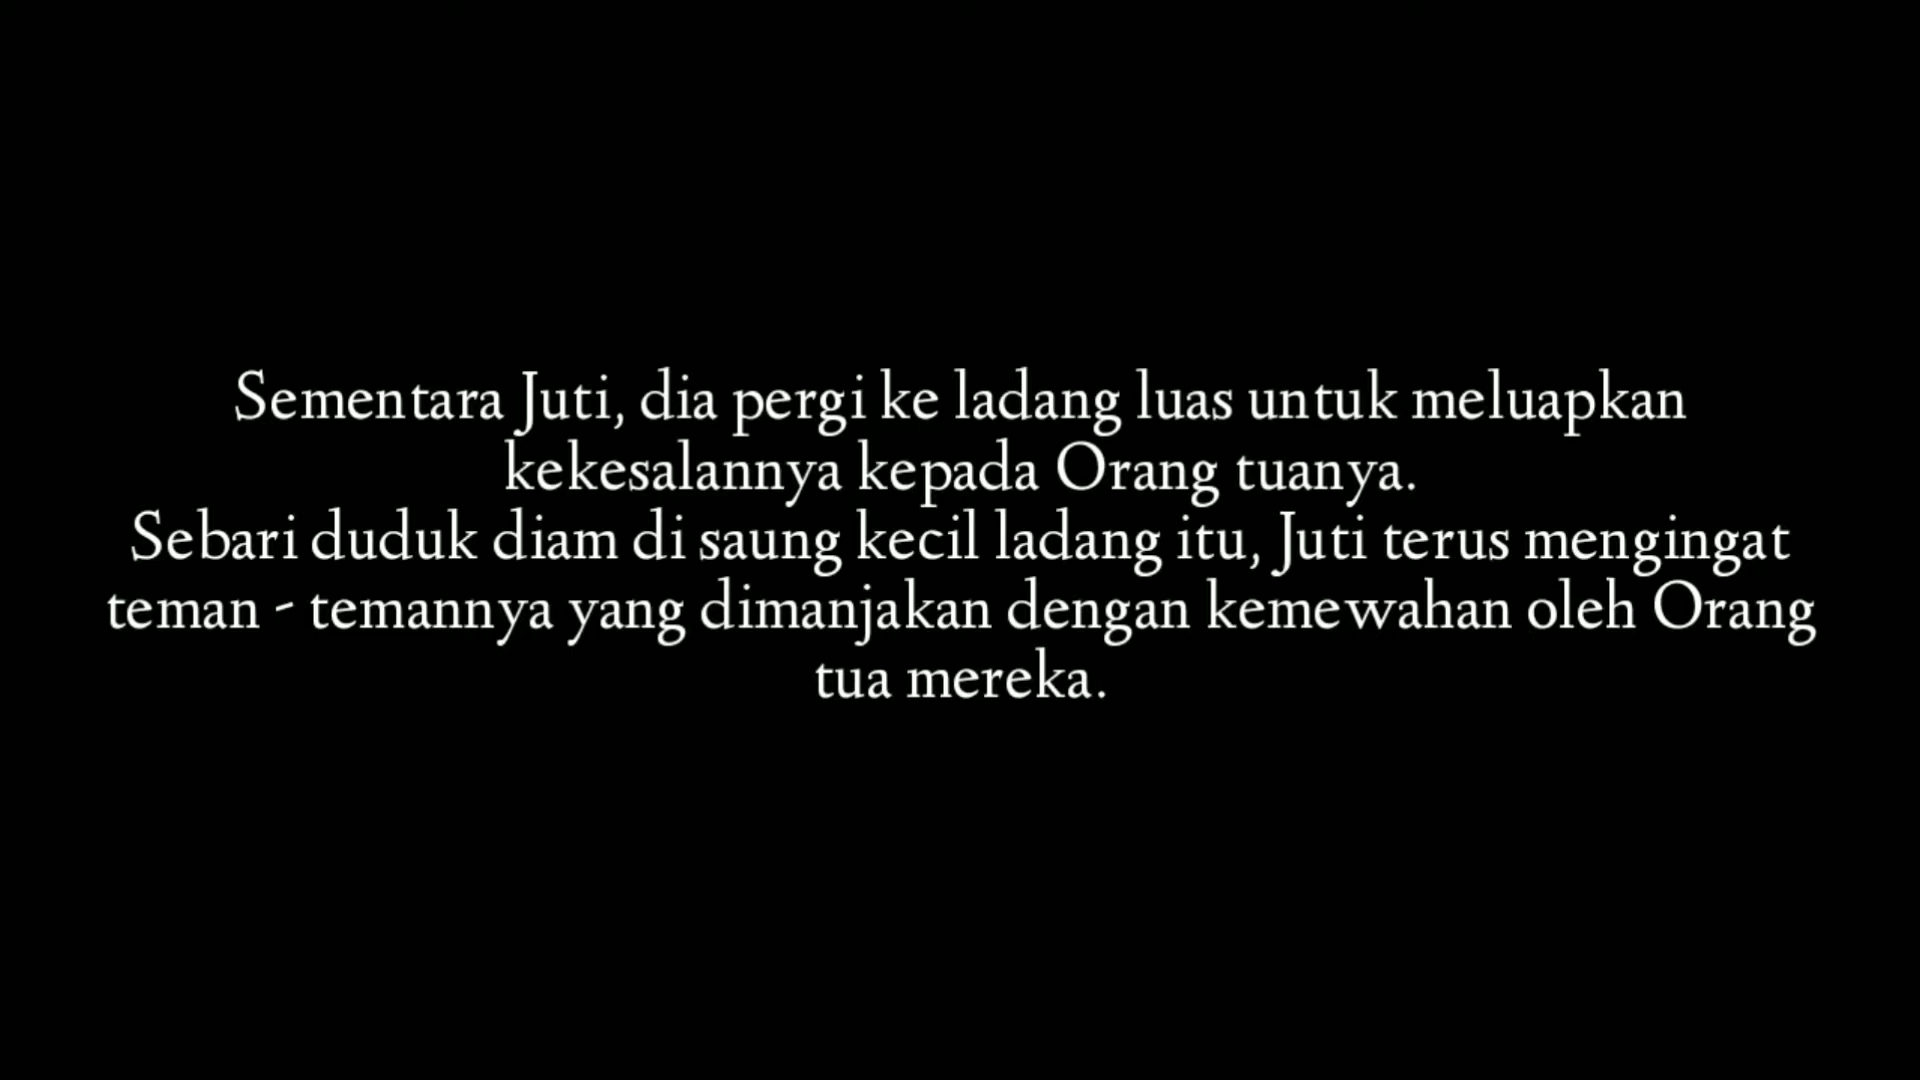 Sementara Juti, dia pergi ke ladang luas untuk meluapkan
kekesalannya kepada Orang tuanya.
Sebari duduk diam di saung kecil ladang itu, Juti terus mengingat
teman - temannya yang dimanjakan dengan kemewahan oleh Orang
tua mereka.